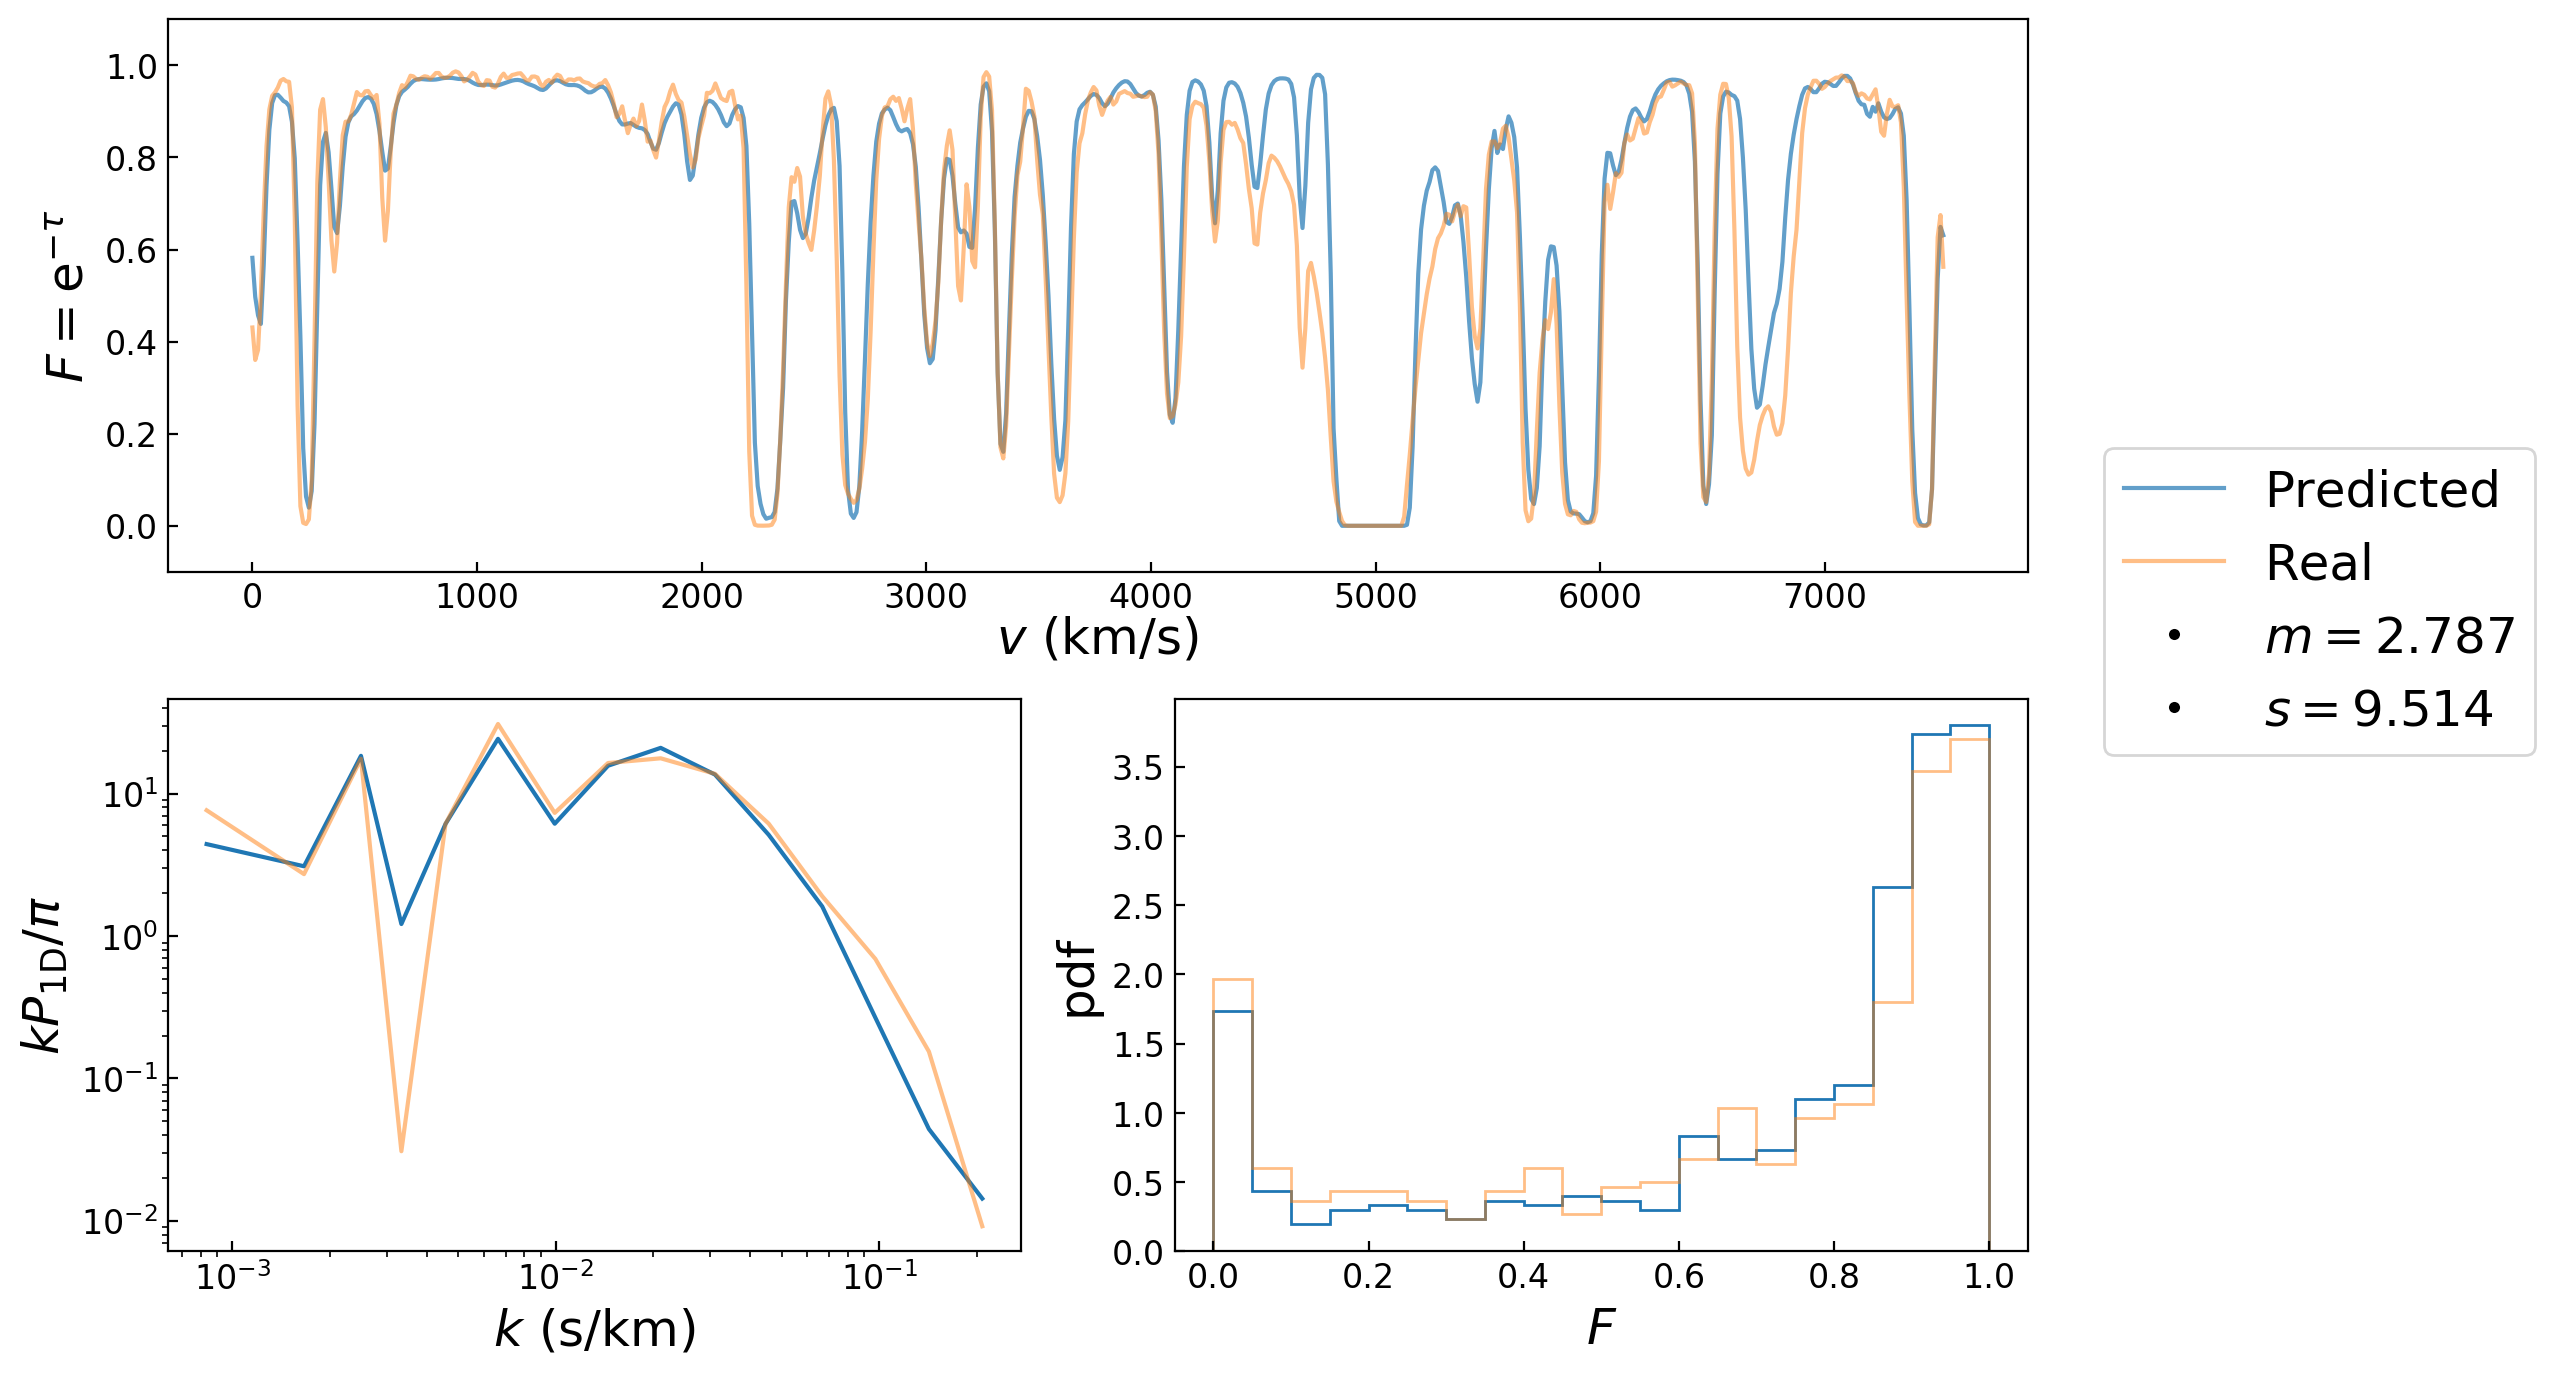 F = e^{-τ}
1.0
0.8
0.6
0.4
0.2
0.0
0 1000 2000 3000 4000 5000 6000 7000
v (km/s)
Predicted
Real
m = 2.787
s = 9.514
kP_{1D}/π
10^1
10^0
10^{-1}
10^{-2}
10^{-3} 10^{-2} 10^{-1}
k (s/km)
pdf
3.5
3.0
2.5
2.0
1.5
1.0
0.5
0.0
0.0 0.2 0.4 0.6 0.8 1.0
F